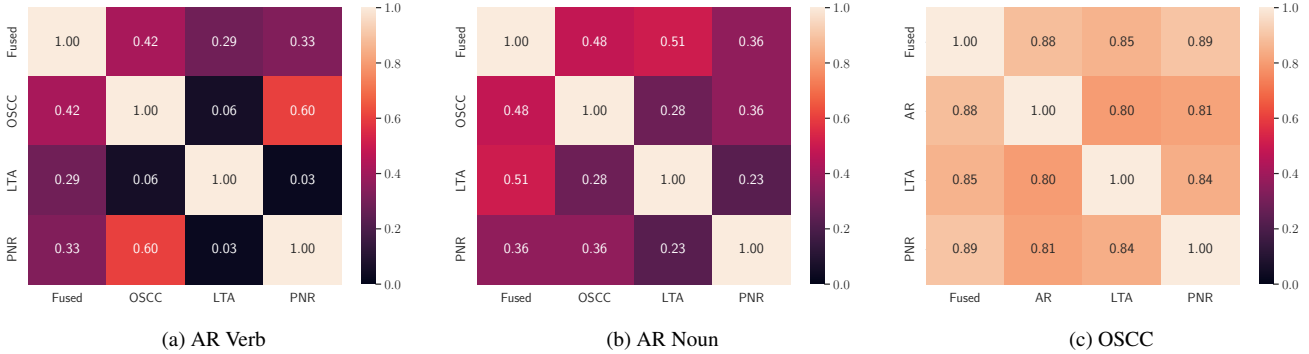 Fused 1.00 0.42 0.29 0.33
OSCC 0.42 1.00 0.06 0.60
LTA 0.29 0.06 1.00 0.03
PNR 0.33 0.60 0.03 1.00
Fused OSCC LTA PNR
1.0
0.8
0.6
0.4
0.2
0.0
(a) AR Verb
Fused 1.00 0.48 0.51 0.36
OSCC 0.48 1.00 0.28 0.36
LTA 0.51 0.28 1.00 0.23
PNR 0.36 0.36 0.23 1.00
Fused OSCC LTA PNR
1.0
0.8
0.6
0.4
0.2
0.0
(b) AR Noun
Fused 1.00 0.88 0.85 0.89
AR 0.88 1.00 0.80 0.81
LTA 0.85 0.80 1.00 0.84
PNR 0.89 0.81 0.84 1.00
Fused AR LTA PNR
1.0
0.8
0.6
0.4
0.2
0.0
(c) OSCC